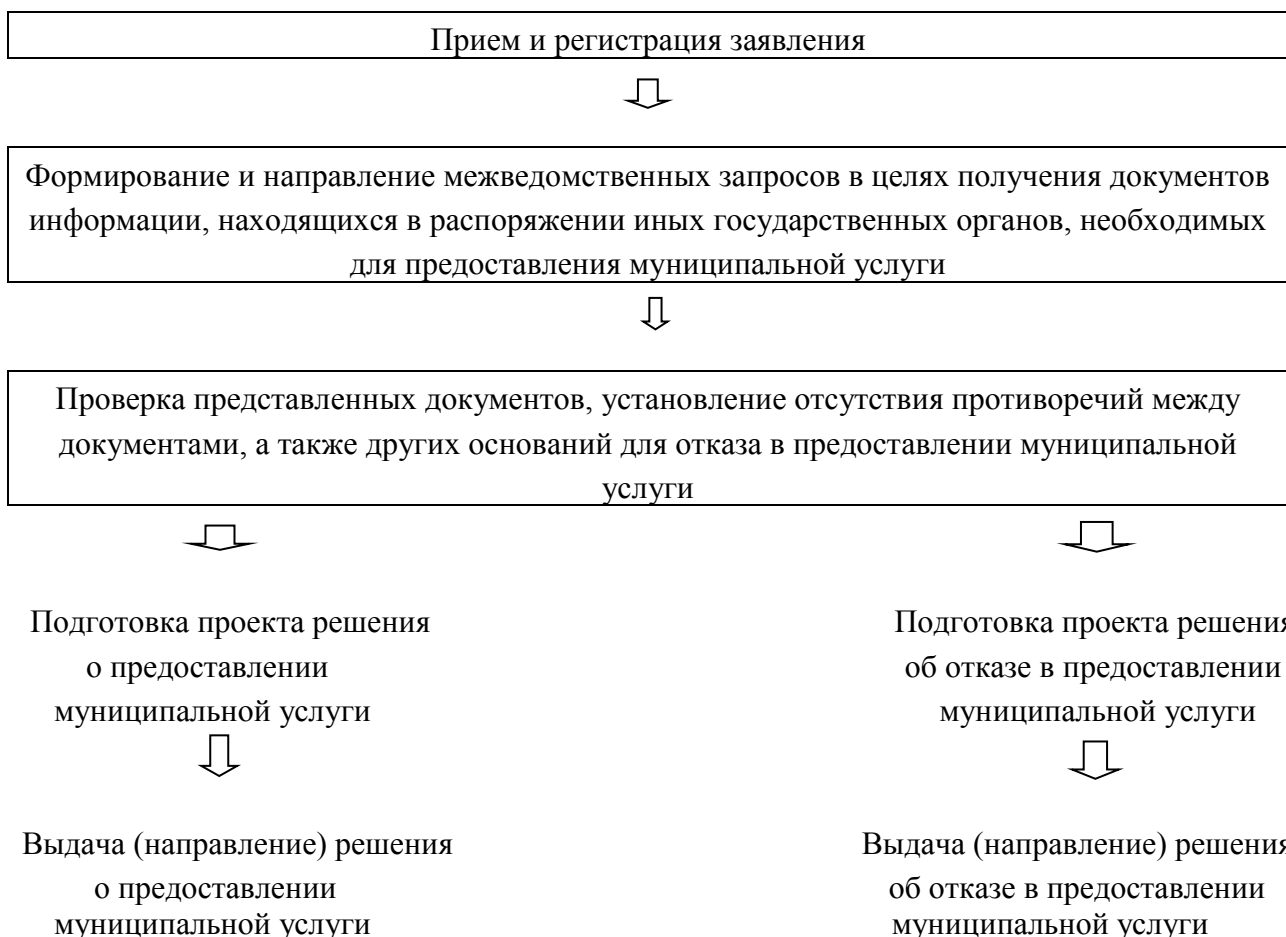 Прием и регистрация заявления
Формирование и направление межведомственных запросов в целях получения документов
информации, находящихся в распоряжении иных государственных органов, необходимых
для предоставления муниципальной услуги
Проверка представленных документов, установление отсутствия противоречий между
документами, а также других оснований для отказа в предоставлении муниципальной
услуги
Подготовка проекта решения
о предоставлении
муниципальной услуги
Подготовка проекта решения
об отказе в предоставлении
муниципальной услуги
Выдача (направление) решения
о предоставлении
муниципальной услуги
Выдача (направление) решения
об отказе в предоставлении
муниципальной услуги